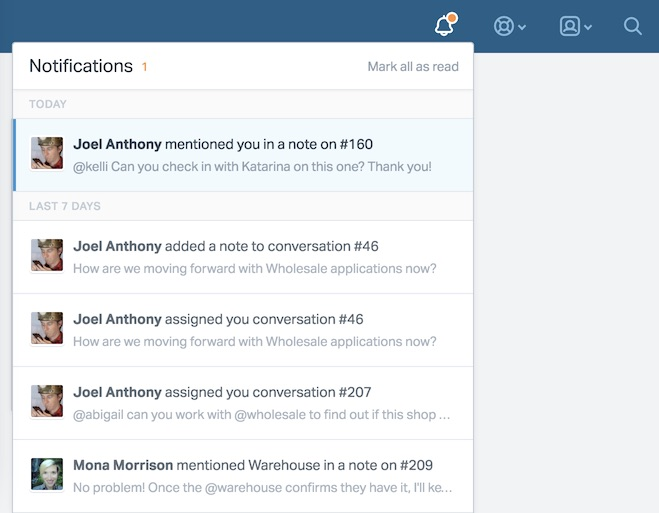 Notifications 1 Mark all as read
TODAY
Joel Anthony mentioned you in a note on #160
@kelli Can you check in with Katarina on this one? Thank you!
LAST 7 DAYS
Joel Anthony added a note to conversation #46
How are we moving forward with Wholesale applications now?
Joel Anthony assigned you conversation #46
How are we moving forward with Wholesale applications now?
Joel Anthony assigned you conversation #207
@abigail can you work with @wholesale to find out if this shop ...
Mona Morrison mentioned Warehouse in a note on #209
No problem! Once the @warehouse confirms they have it, I'll ke...